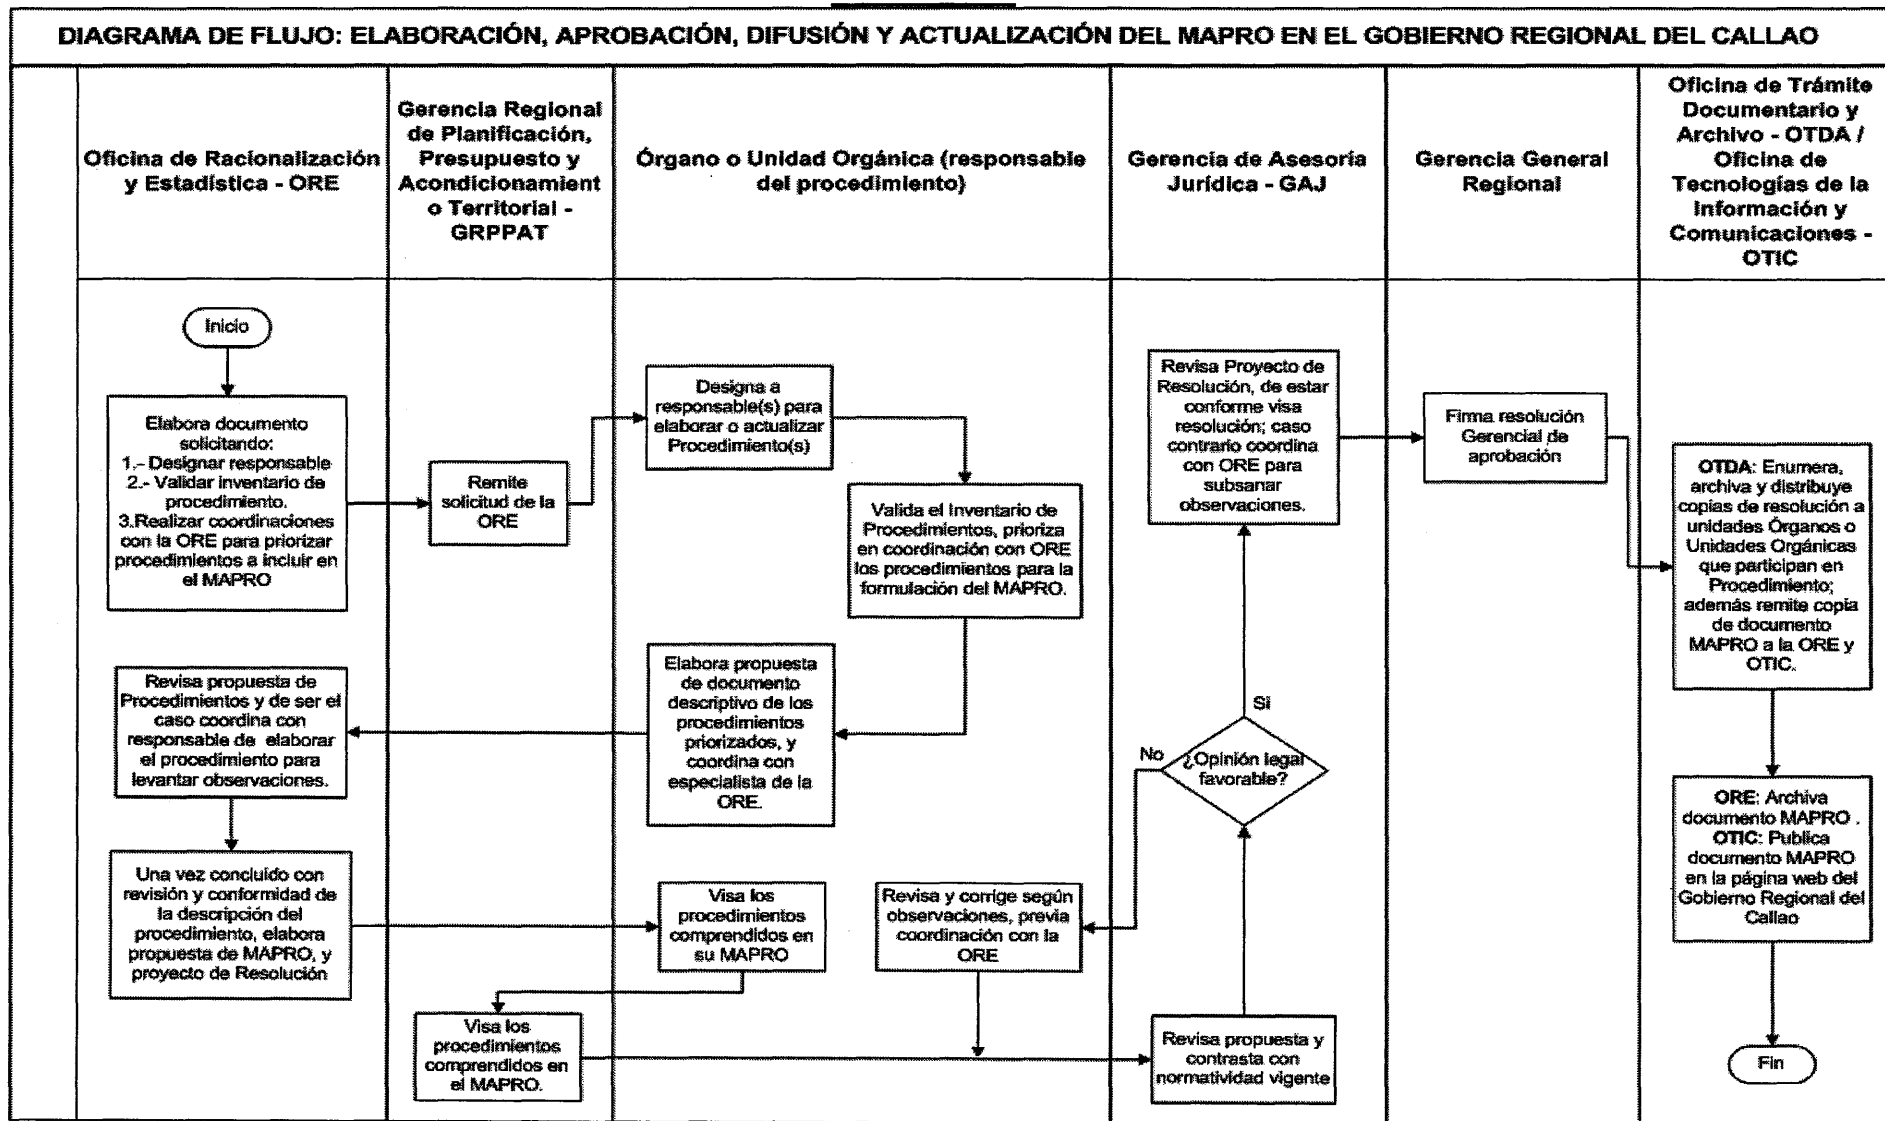 DIAGRAMA DE FLUJO: ELABORACIÓN, APROBACIÓN, DIFUSIÓN Y ACTUALIZACIÓN DEL MAPRO EN EL GOBIERNO REGIONAL DEL CALLAO
Oficina de Racionalización
y Estadística - ORE
Gerencia Regional
de Planificación,
Presupuesto y
Acondicionamient
o Territorial -
GRPPAT
Órgano o Unidad Orgánica (responsable
del procedimiento)
Gerencia de Asesoría
Jurídica - GAJ
Gerencia General
Regional
Oficina de Trámite
Documentario y
Archivo - OTDA /
Oficina de
Tecnologías de la
Información y
Comunicaciones -
OTIC
Inicio
Elabora documento
solicitando:
1.- Designar responsable
2.- Validar inventario de
procedimiento.
3.Realizar coordinaciones
con la ORE para priorizar
procedimientos a incluir en
el MAPRO
Remite
solicitud de la
ORE
Designa a
responsable(s) para
elaborar o actualizar
Procedimiento(s)
Valida el Inventario de
Procedimientos, prioriza
en coordinación con ORE
los procedimientos para la
formulación del MAPRO.
Elabora propuesta
de documento
descriptivo de los
procedimientos
priorizados, y
coordina con
especialista de la
ORE.
Revisa propuesta de
Procedimientos y de ser el
caso coordina con
responsable de elaborar
el procedimiento para
levantar observaciones.
Una vez concluido con
revisión y conformidad de
la descripción del
procedimiento, elabora
propuesta de MAPRO, y
proyecto de Resolución
Visa los
procedimientos
comprendidos en
su MAPRO
Visa los
procedimientos
comprendidos en
el MAPRO.
Revisa y corrige según
observaciones, previa
coordinación con la
ORE
Revisa propuesta y
contrasta con
normatividad vigente
¿Opinión legal
favorable?
No
Si
Revisa Proyecto de
Resolución, de estar
conforme visa
resolución; caso
contrario coordina
con ORE para
subsanar
observaciones.
Firma resolución
Gerencial de
aprobación
OTDA: Enumera,
archiva y distribuye
copias de resolución a
unidades Órganos o
Unidades Orgánicas
que participan en
Procedimiento;
además remite copia
de documento
MAPRO a la ORE y
OTIC.
ORE: Archiva
documento MAPRO .
OTIC: Publica
documento MAPRO
en la página web del
Gobierno Regional del
Callao
Fin